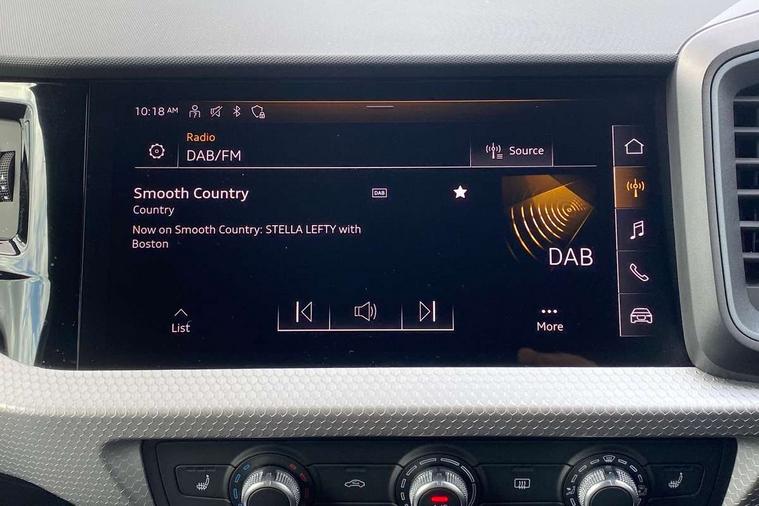 10:18 AM
Radio
DAB/FM
Source
Smooth Country
DAB
Country
Now on Smooth Country: STELLA LEFTY with
Boston
DAB
List
More